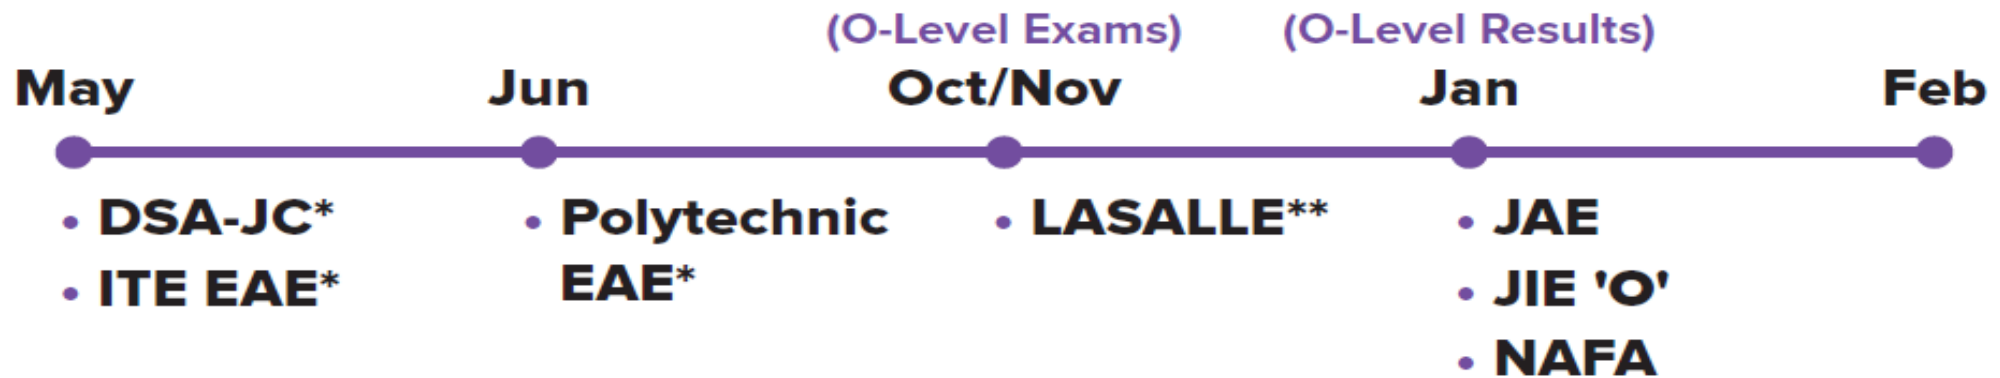 (O-Level Exams) (O-Level Results)
May Jun Oct/Nov Jan Feb
• DSA-JC*
• ITE EAE*
• Polytechnic
EAE*
• LASALLE**
• JAE
• JIE 'O'
• NAFA